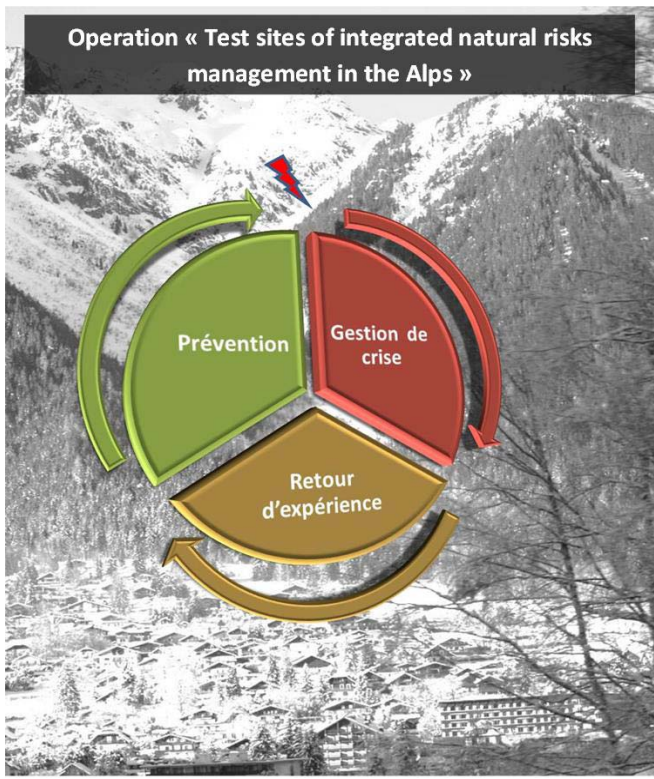 Operation « Test sites of integrated natural risks
management in the Alps »
Prévention
Gestion de
crise
Retour
d’expérience